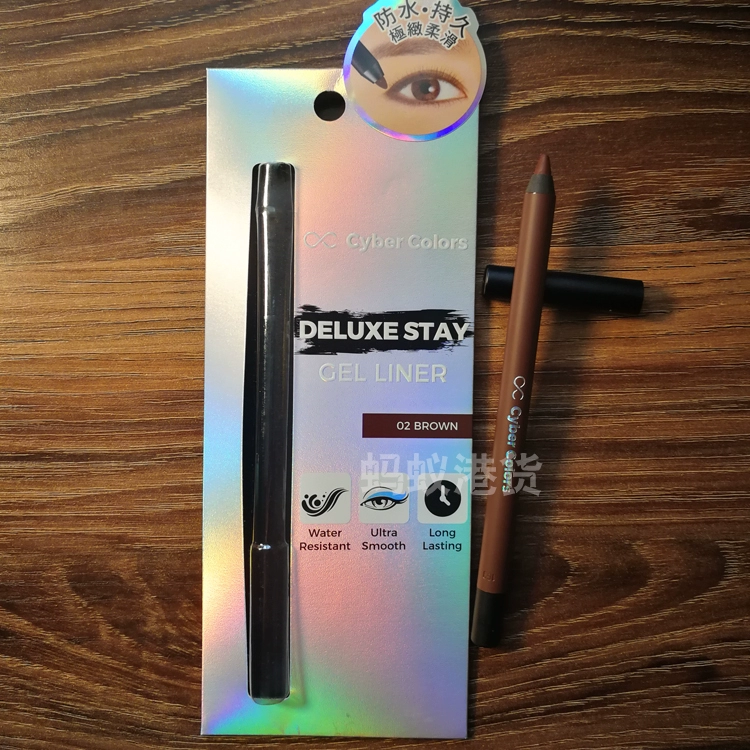 防水·持久
極緻柔滑
Cyber Colors
DELUXE STAY
GEL LINER
02 BROWN
蚂蚁港货
Water
Resistant
Ultra
Smooth
Long
Lasting
Cyber Colors